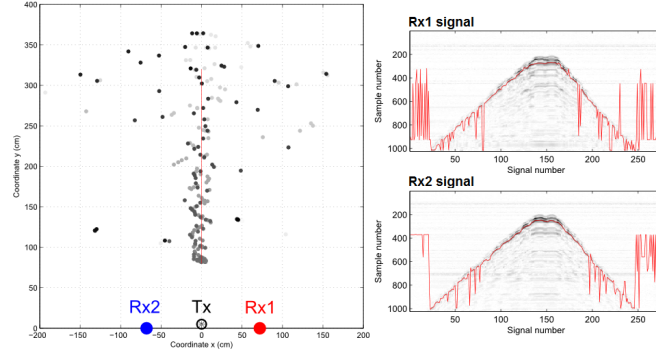 400
350
300
250
200
150
100
50
0
Coordinate y (cm)
Rx2
Tx
Rx1
−200 −150 −100 −50 0 50 100 150 200
Coordinate x (cm)
Rx1 signal
200
400
600
800
1000
Sample number
50 100 150 200 250
Signal number
Rx2 signal
200
400
600
800
1000
Sample number
50 100 150 200 250
Signal number